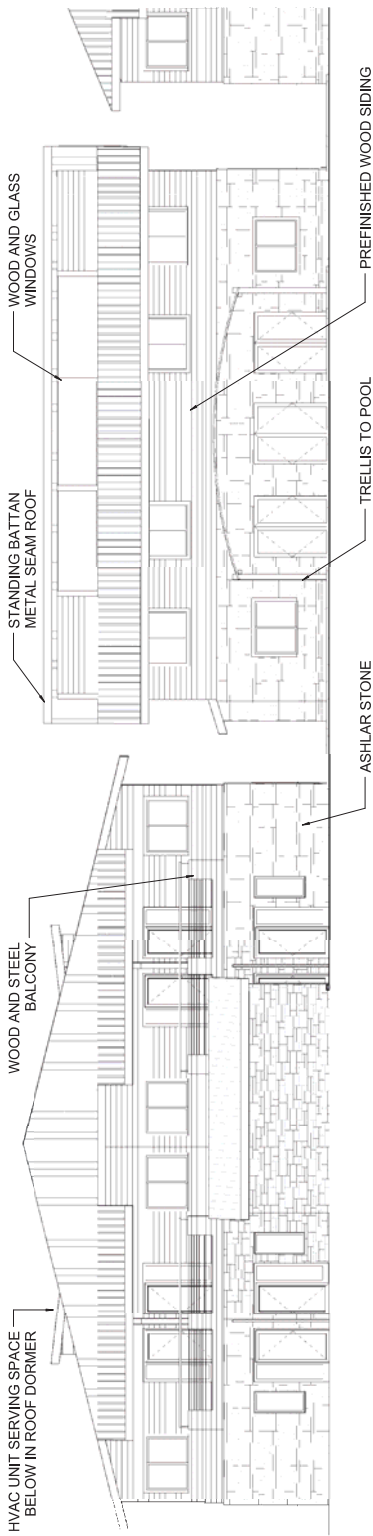 HVAC UNIT SERVING SPACE
BELOW IN ROOF DORMER
WOOD AND STEEL
BALCONY
STANDING BATTAN
METAL SEAM ROOF
WOOD AND GLASS
WINDOWS
ASHLAR STONE
TRELLIS TO POOL
PREFINISHED WOOD SIDING